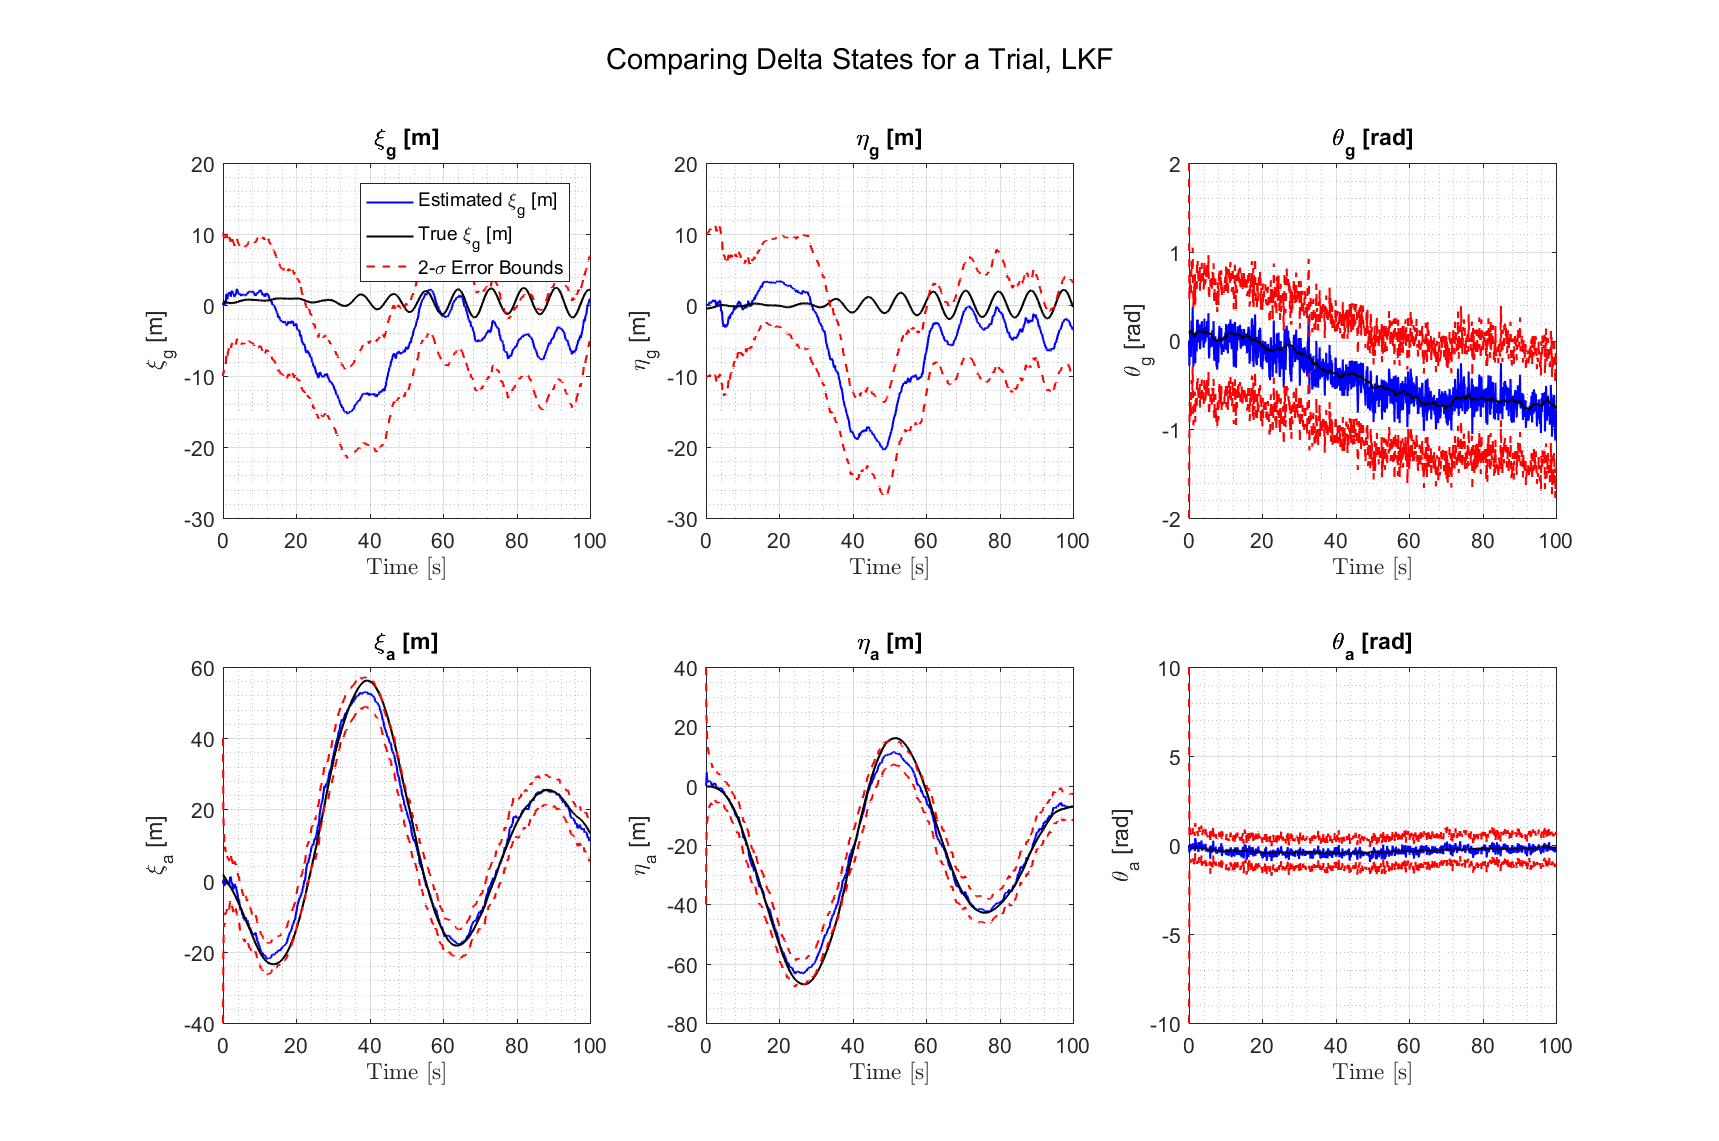 Comparing Delta States for a Trial, LKF
ξg [m]
ηg [m]
θg [rad]
20
10
0
-10
-20
-30
ξg [m]
Estimated ξg [m]
True ξg [m]
2-σ Error Bounds
0 20 40 60 80 100
Time [s]
20
10
0
-10
-20
-30
ηg [m]
0 20 40 60 80 100
Time [s]
2
1
0
-1
-2
θg [rad]
0 20 40 60 80 100
Time [s]
ξa [m]
ηa [m]
θa [rad]
60
40
20
0
-20
-40
ξa [m]
0 20 40 60 80 100
Time [s]
40
20
0
-20
-40
-60
-80
ηa [m]
0 20 40 60 80 100
Time [s]
10
5
0
-5
-10
θa [rad]
0 20 40 60 80 100
Time [s]